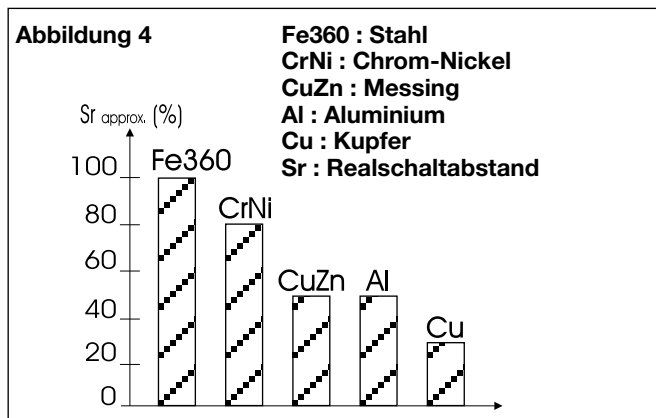 Abbildung 4
Fe360 : Stahl
CrNi : Chrom-Nickel
CuZn : Messing
Al : Aluminium
Cu : Kupfer
Sr : Realschaltabstand
Sr approx. (%)
100
80
60
40
20
0
Fe360
CrNi
CuZn
Al
Cu